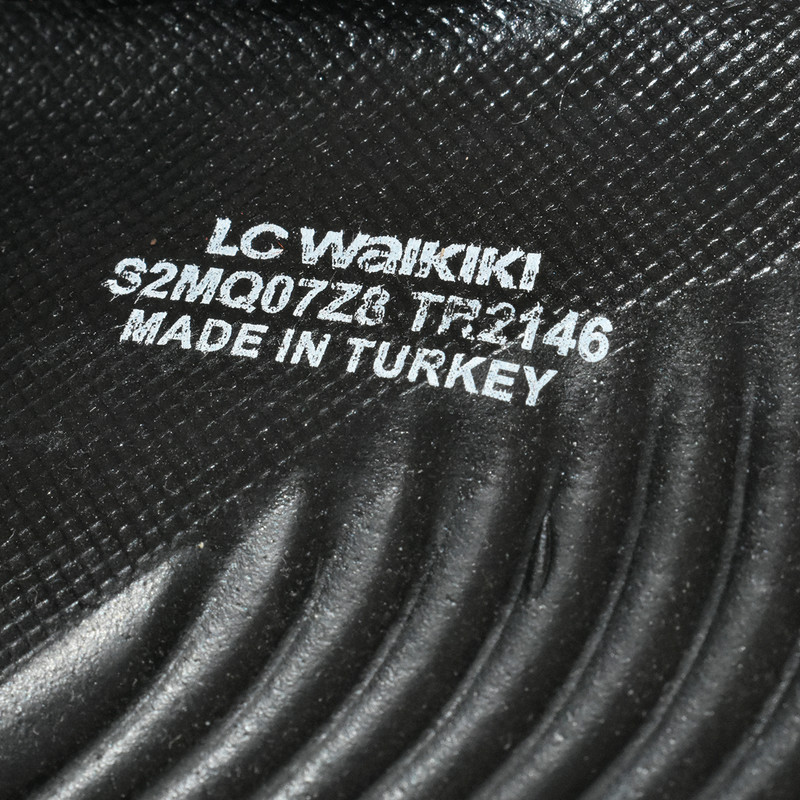 LC Waikiki
S2MQ07Z8 TR2146
MADE IN TURKEY